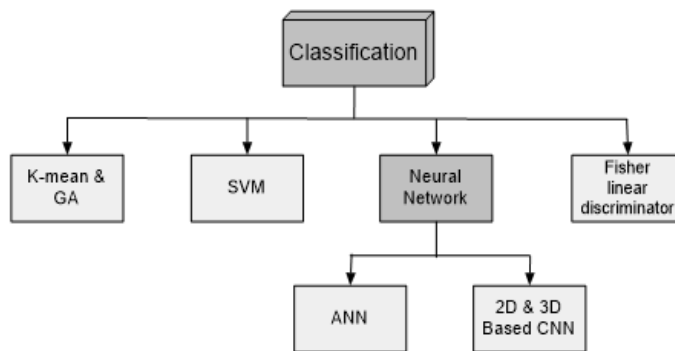 Classification
K-mean &
GA
SVM
Neural
Network
Fisher
linear
discriminator
ANN
2D & 3D
Based CNN